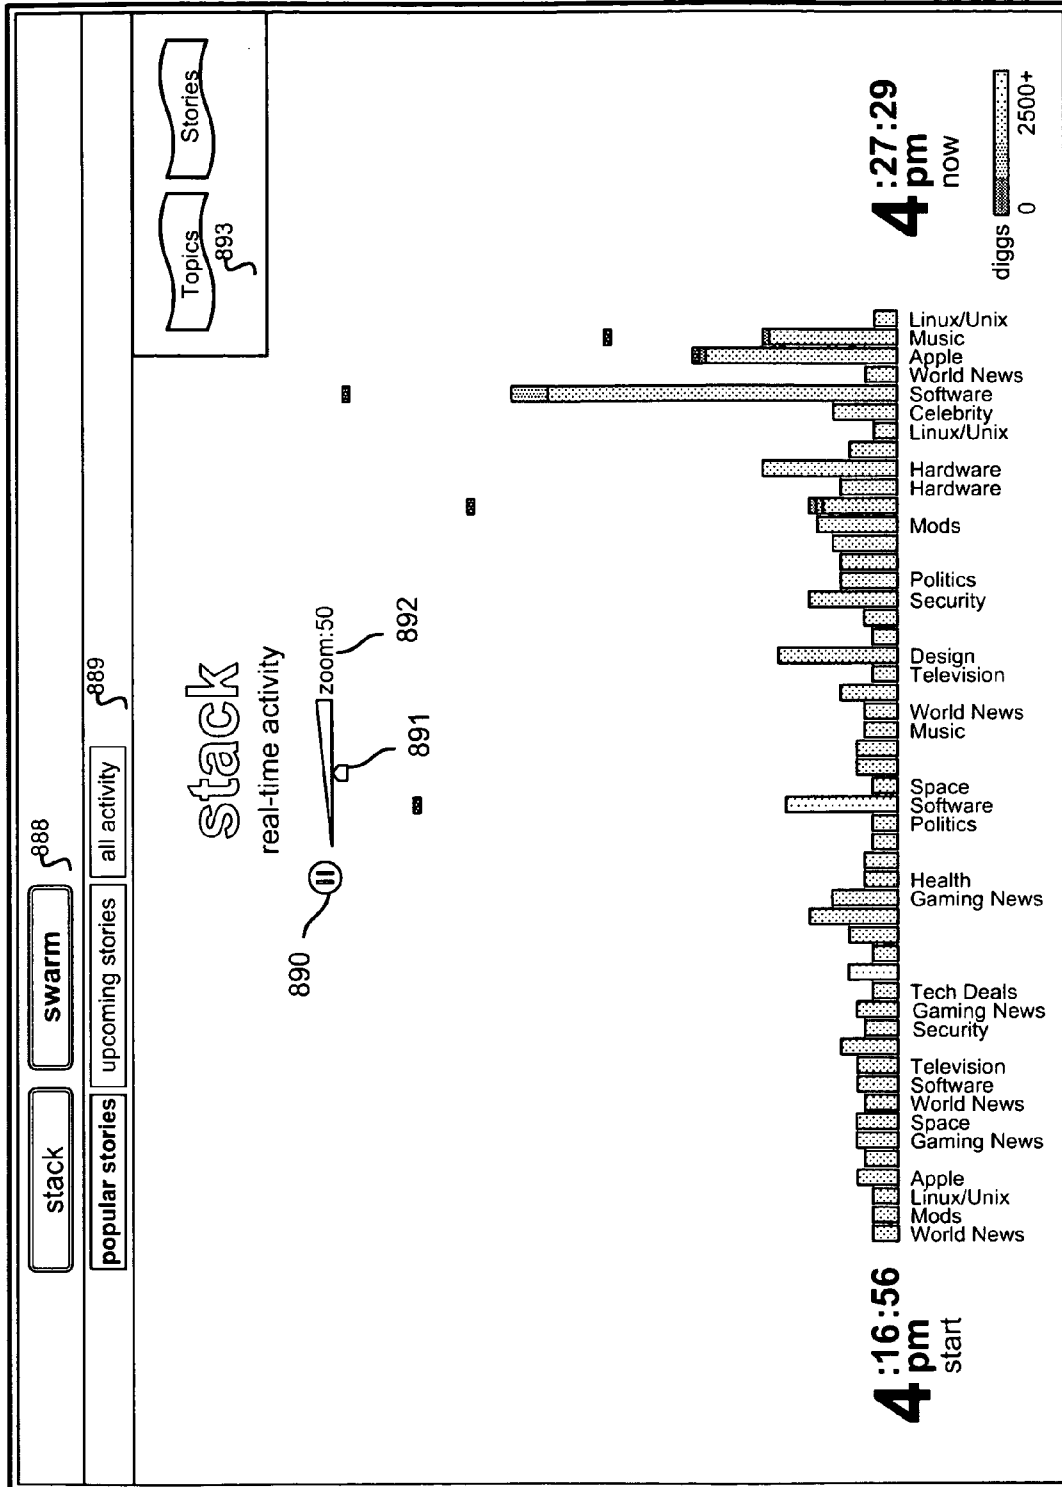 stack
swarm
888
popular stories
upcoming stories
all activity
889
Topics
Stories
893
stack
real-time activity
890
zoom:50
891
892
4:16:56
pm
start
World News
Mods
Linux/Unix
Apple
Gaming News
Space
World News
Software
Television
Security
Gaming News
Tech Deals
Gaming News
Health
Politics
Software
Space
Music
World News
Television
Design
Security
Politics
Mods
Hardware
Hardware
Linux/Unix
Celebrity
Software
World News
Apple
Music
Linux/Unix
4:27:29
pm
now
diggs
0
2500+